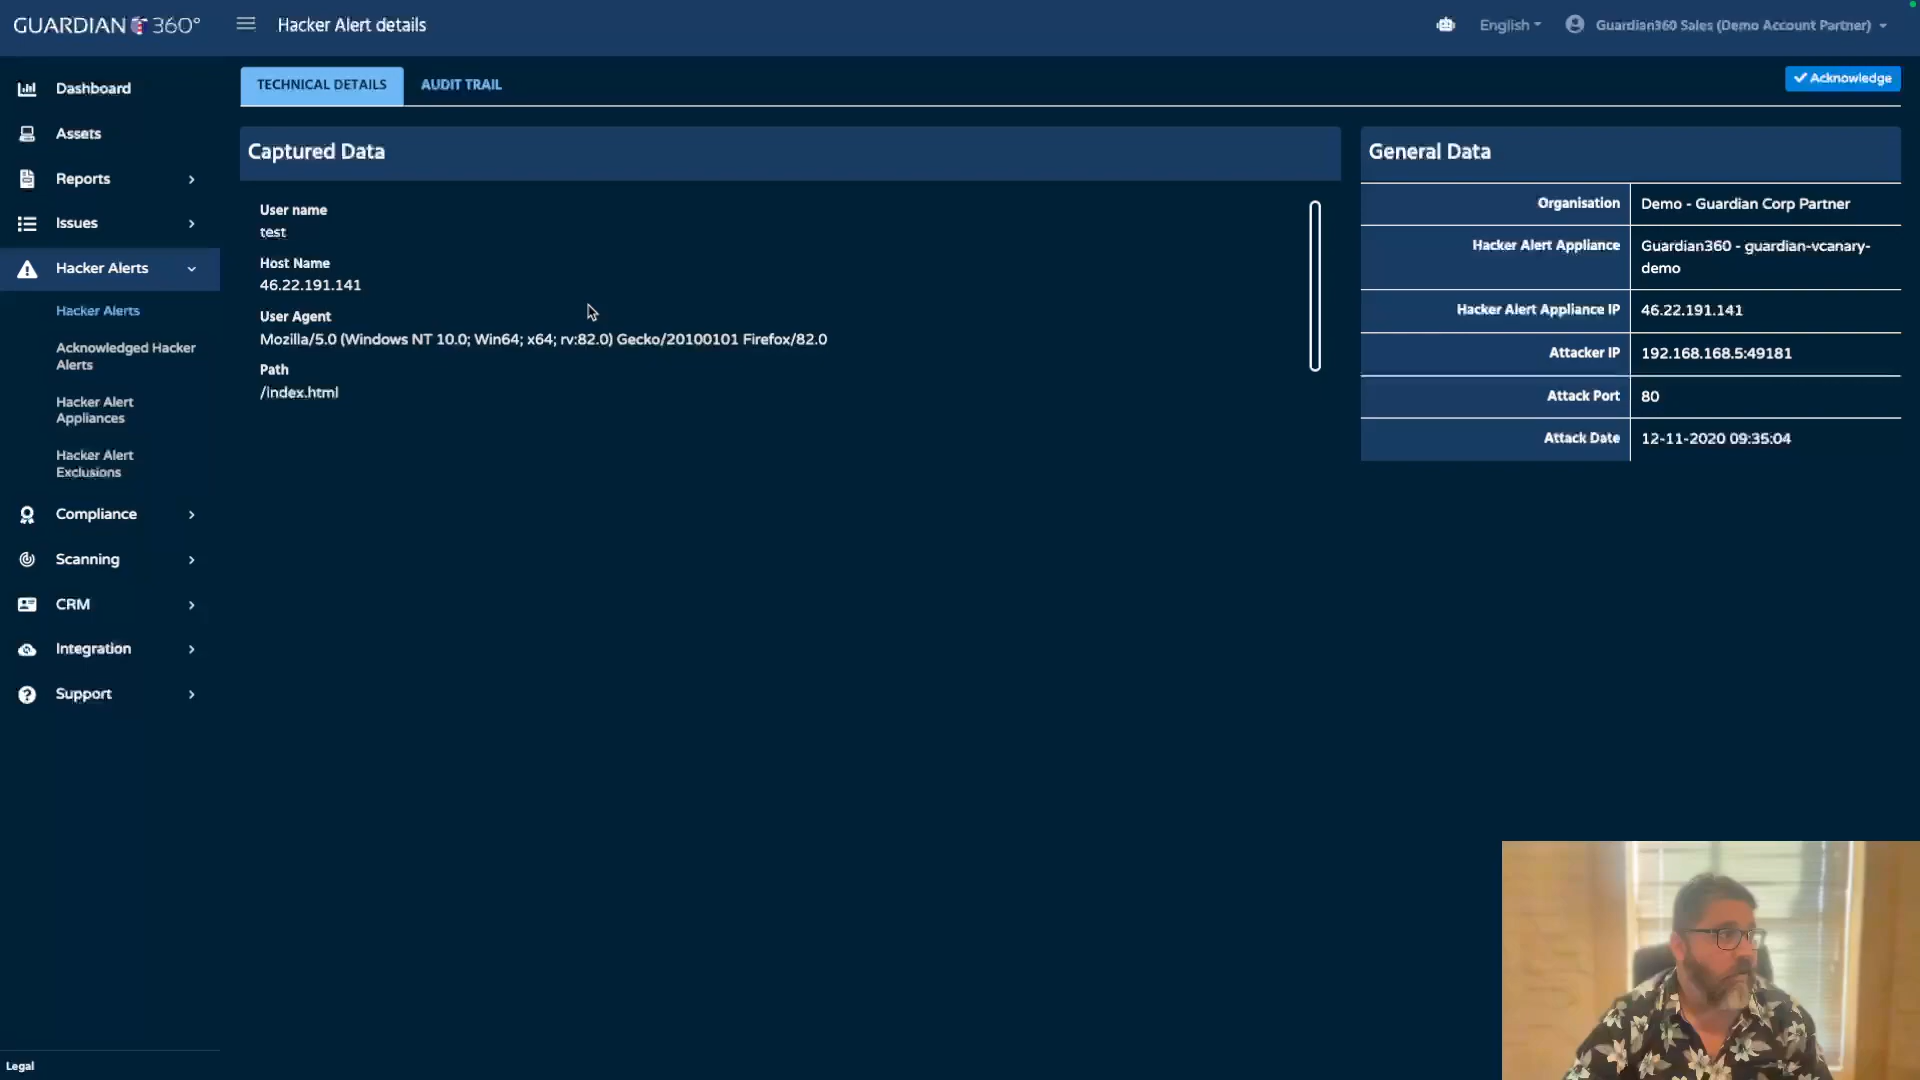 GUARDIAN 360°
Hacker Alert details
English
Guardian360 Sales (Demo Account Partner)
Dashboard
Assets
Reports
Issues
Hacker Alerts
Hacker Alerts
Acknowledged Hacker
Alerts
Hacker Alert
Appliances
Hacker Alert
Exclusions
Compliance
Scanning
CRM
Integration
Support
Legal
TECHNICAL DETAILS
AUDIT TRAIL
Acknowledge
Captured Data
User name
test
Host Name
46.22.191.141
User Agent
Mozilla/5.0 (Windows NT 10.0; Win64; x64; rv:82.0) Gecko/20100101 Firefox/82.0
Path
/index.html
General Data
Organisation Demo - Guardian Corp Partner
Hacker Alert Appliance Guardian360 - guardian-vcanary-
demo
Hacker Alert Appliance IP 46.22.191.141
Attacker IP 192.168.168.5:49181
Attack Port 80
Attack Date 12-11-2020 09:35:04